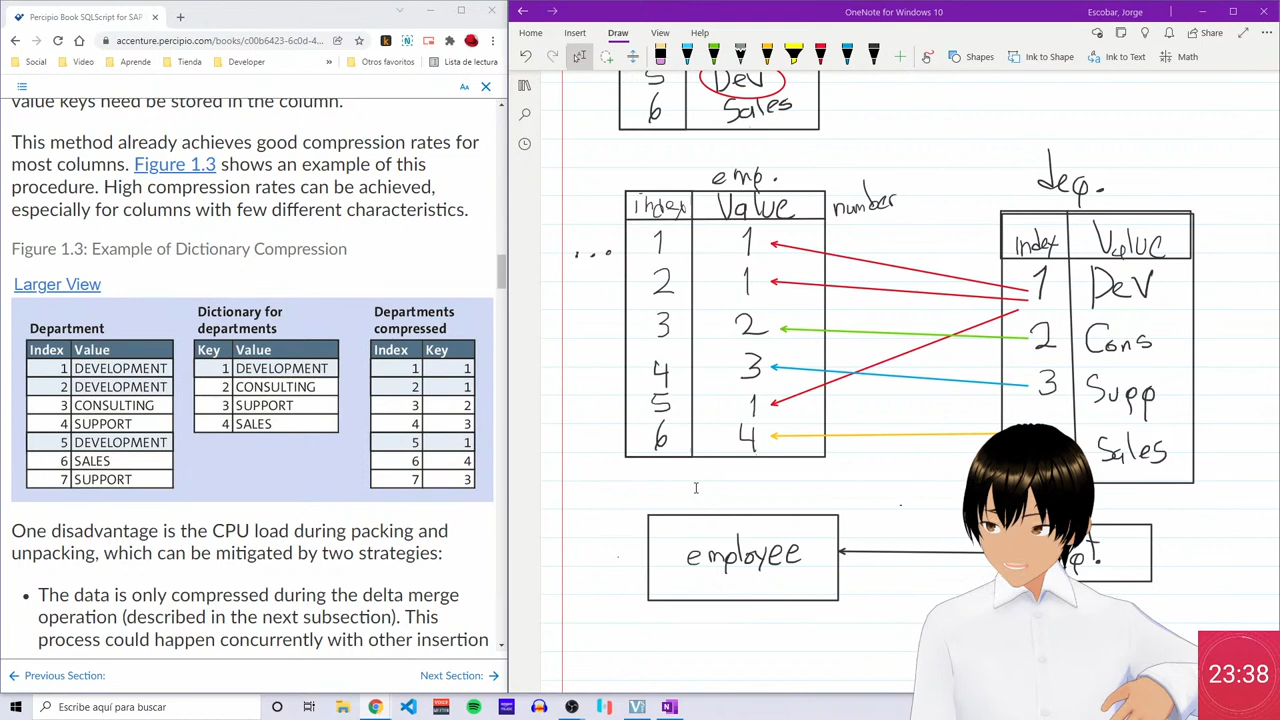 Percipio Book SQLScript for SAP
accenture.percipio.com/books/c00b6423-6c0d-4...
Social
Video
Aprende
Tienda
Developer
»
Otros favoritos
Lista de lectura
value keys need be stored in the column.
This method already achieves good compression rates for
most columns. Figure 1.3 shows an example of this
procedure. High compression rates can be achieved,
especially for columns with few different characteristics.
Figure 1.3: Example of Dictionary Compression
Larger View
Department
Index Value
1 DEVELOPMENT
2 DEVELOPMENT
3 CONSULTING
4 SUPPORT
5 DEVELOPMENT
6 SALES
7 SUPPORT
Dictionary for
departments
Key Value
1 DEVELOPMENT
2 CONSULTING
3 SUPPORT
4 SALES
Departments
compressed
Index Key
1 1
2 1
3 2
4 3
5 1
6 4
7 3
One disadvantage is the CPU load during packing and
unpacking, which can be mitigated by two strategies:
• The data is only compressed during the delta merge
operation (described in the next subsection). This
process could happen concurrently with other insertion
Previous Section:
Next Section:
OneNote for Windows 10
Escobar, Jorge
Home
Insert
Draw
View
Help
Share
Shapes
Ink to Shape
Ink to Text
Math
5 Dev
6 Sales
emp.
index Value number
1 1
2 1
3 2
4 3
5 1
6 4
...
dep.
Index Value
1 Dev
2 Cons
3 Supp
Sales
employee
pt.
23:38
Escribe aquí para buscar